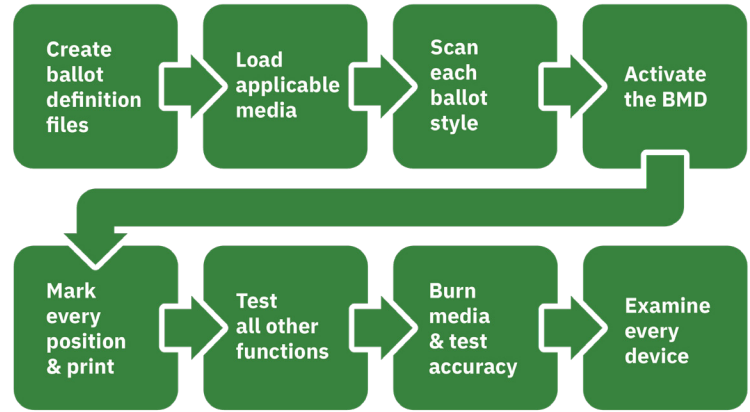 Create
ballot
definition
files
Load
applicable
media
Scan
each
ballot
style
Activate
the BMD
Mark
every
position
& print
Test
all other
functions
Burn
media
& test
accuracy
Examine
every
device